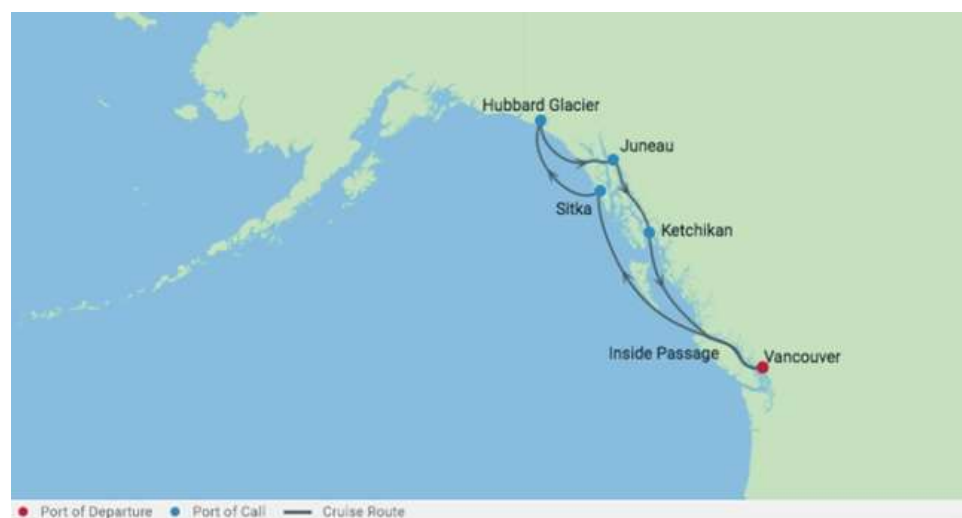 Hubbard Glacier
Juneau
Sitka
Ketchikan
Inside Passage
Vancouver
Port of Departure Port of Call Cruise Route